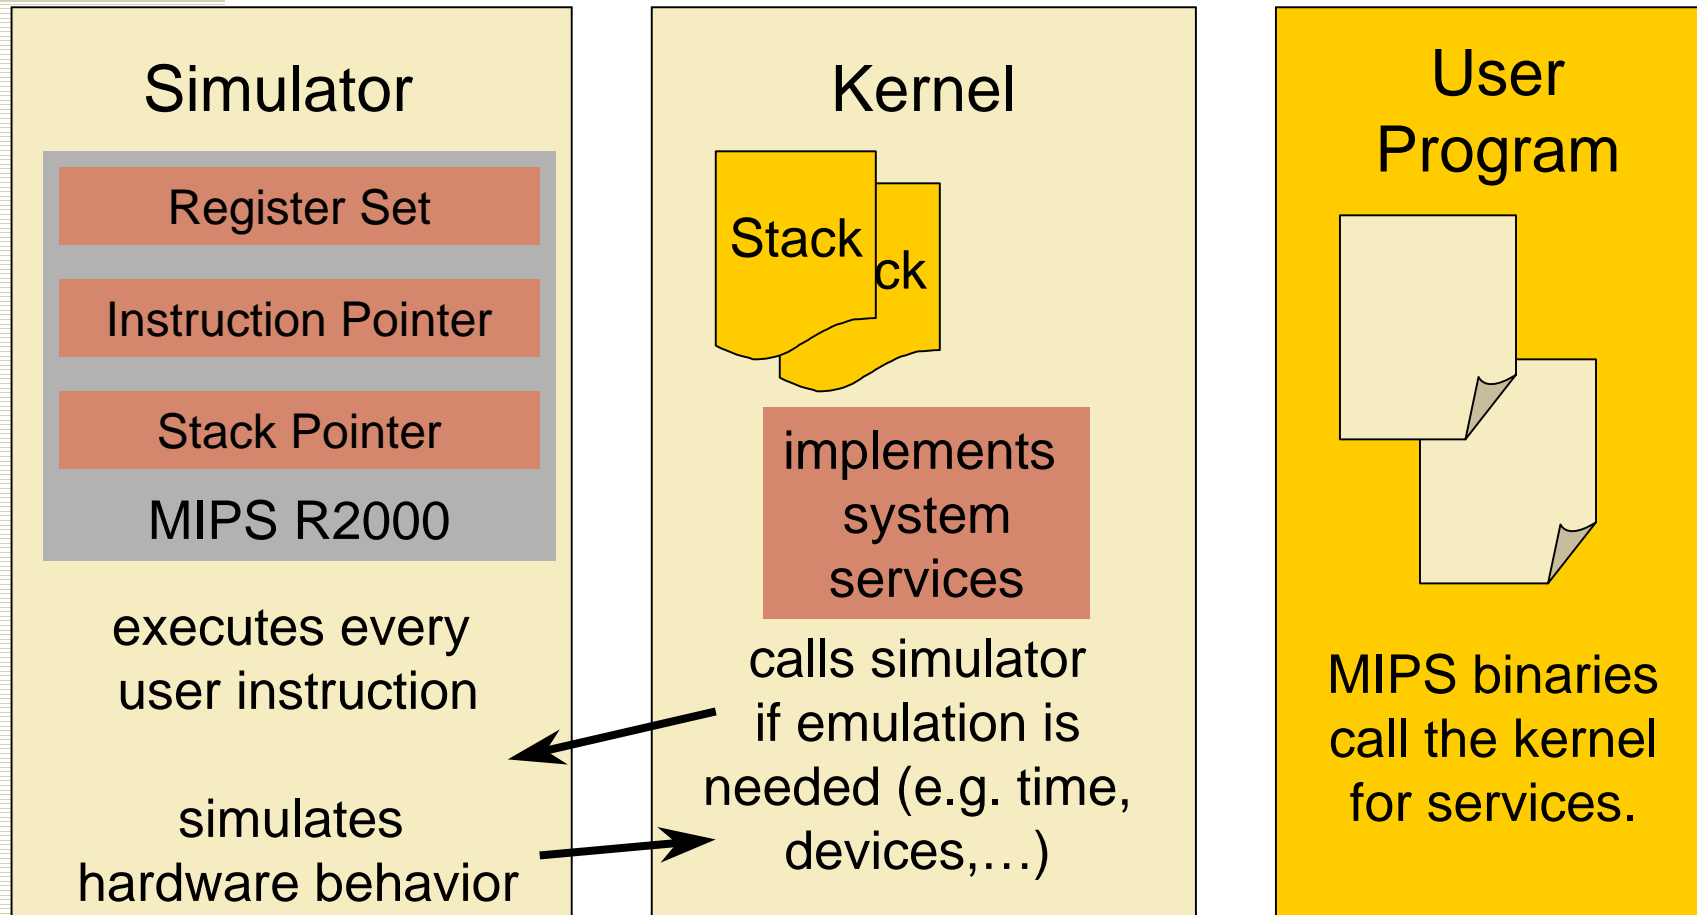 Simulator
Register Set
Instruction Pointer
Stack Pointer
MIPS R2000
executes every
user instruction
simulates
hardware behavior
Kernel
Stack
ck
implements
system
services
calls simulator
if emulation is
needed (e.g. time,
devices,…)
User
Program
MIPS binaries
call the kernel
for services.